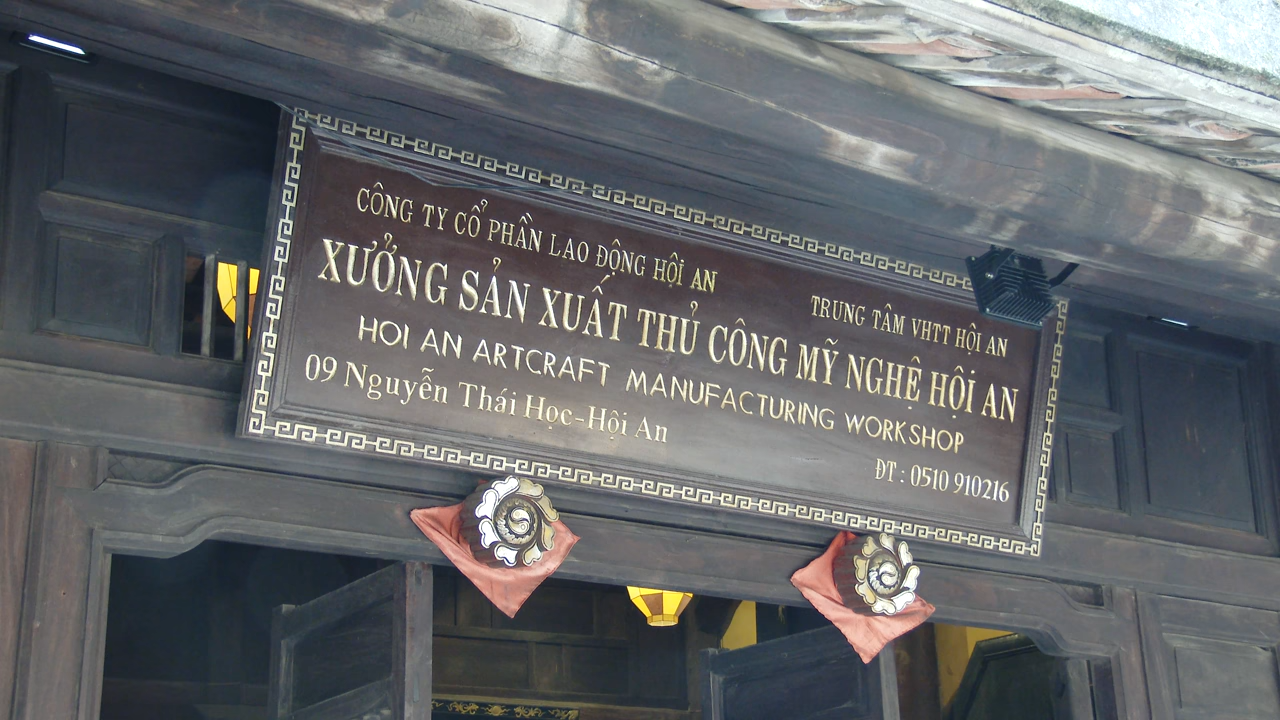 CÔNG TY CỔ PHẦN LAO ĐỘNG HỘI AN
TRUNG TÂM VHTT HỘI AN
XƯỞNG SẢN XUẤT THỦ CÔNG MỸ NGHỆ HỘI AN
HOI AN ARTCRAFT MANUFACTURING WORKSHOP
09 Nguyễn Thái Học-Hội An
ĐT : 0510 910216